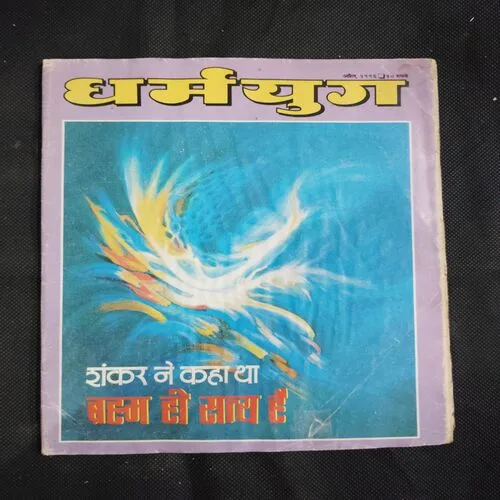 धर्मयुग
शंकर ने कहा था
ब्रह्म ही सत्य है